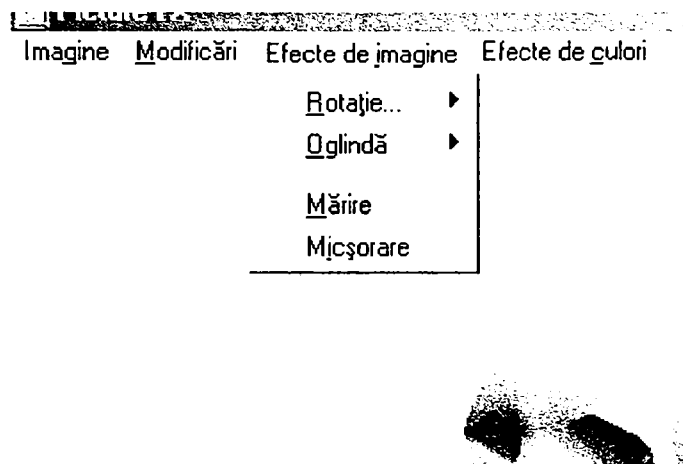 Imagine Modificări Efecte de imagine Efecte de culori
Rotaţie...
Oglindă
Mărire
Micşorare